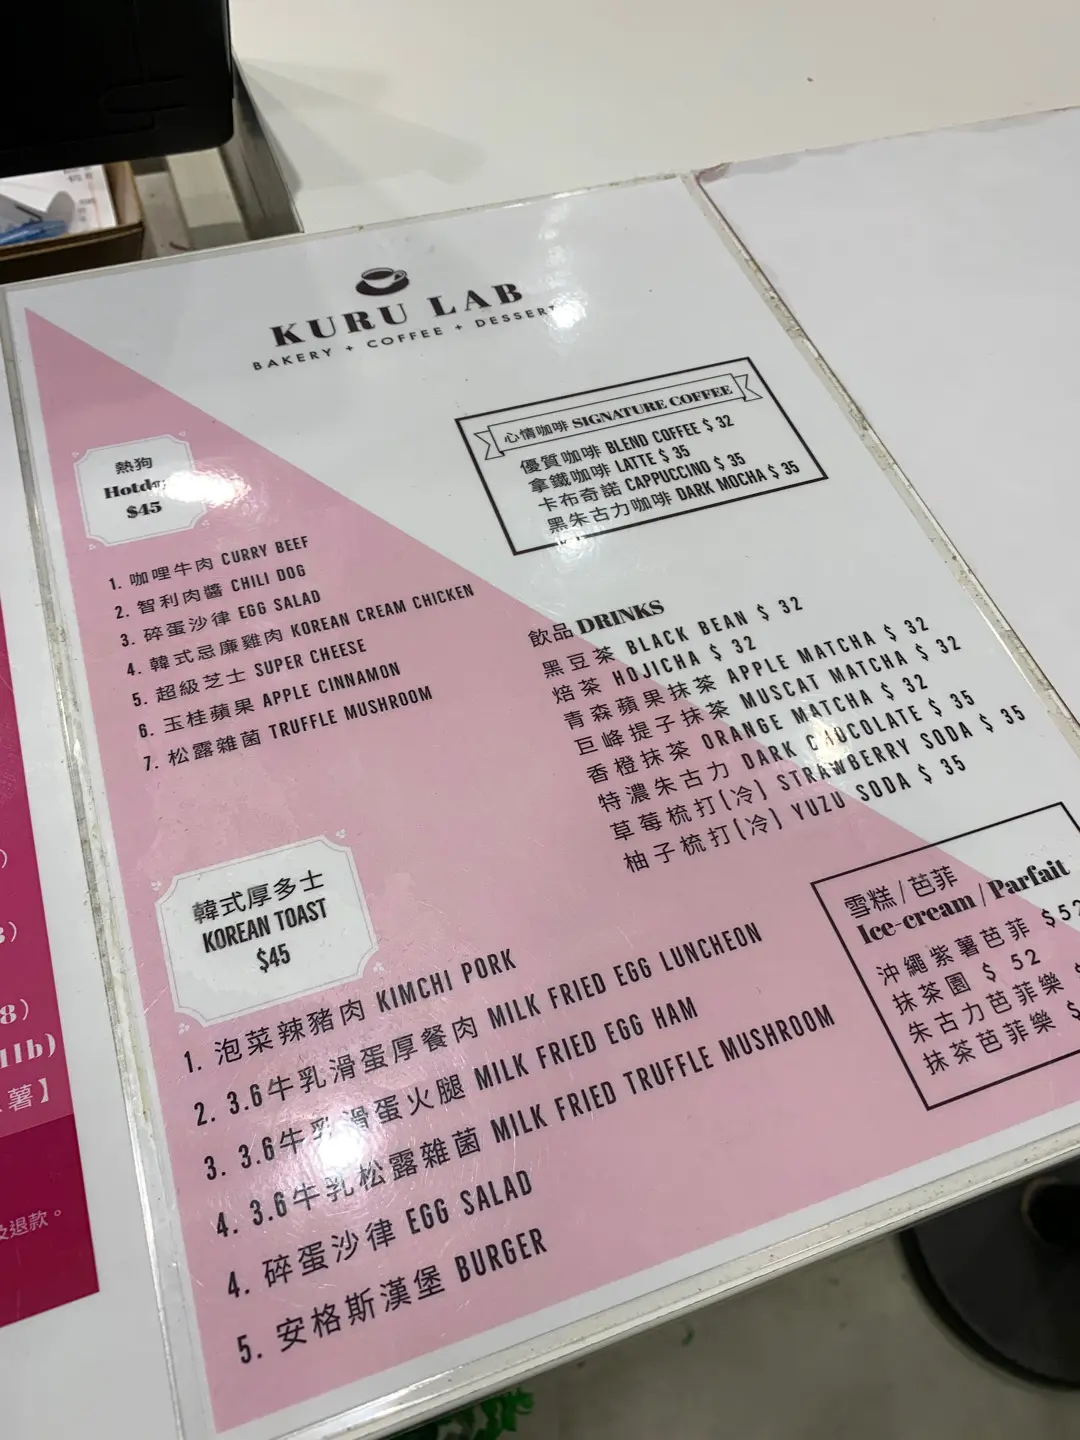 KURU LAB
BAKERY + COFFEE + DESSERT
心情咖啡 SIGNATURE COFFEE
優質咖啡 BLEND COFFEE $ 32
拿鐵咖啡 LATTE $ 35
卡布奇諾 CAPPUCCINO $ 35
黑朱古力咖啡 DARK MOCHA $ 35
熱狗
Hotdog
$45
1. 咖哩牛肉 CURRY BEEF
2. 智利肉醬 CHILI DOG
3. 碎蛋沙律 EGG SALAD
4. 韓式忌廉雞肉 KOREAN CREAM CHICKEN
5. 超級芝士 SUPER CHEESE
6. 玉桂蘋果 APPLE CINNAMON
7. 松露雜菌 TRUFFLE MUSHROOM
飲品 DRINKS
黑豆茶 BLACK BEAN $ 32
焙茶 HOJICHA $ 32
青森蘋果抹茶 APPLE MATCHA $ 32
巨峰提子抹茶 MUSCAT MATCHA $ 32
香橙抹茶 ORANGE MATCHA $ 32
特濃朱古力 DARK CHOCOLATE $ 35
草莓梳打(冷) STRAWBERRY SODA $ 35
柚子梳打(冷) YUZU SODA $ 35
韓式厚多士
KOREAN TOAST
$45
1. 泡菜辣豬肉 KIMCHI PORK
2. 3.6牛乳滑蛋厚餐肉 MILK FRIED EGG LUNCHEON
3. 3.6牛乳滑蛋火腿 MILK FRIED EGG HAM
4. 3.6牛乳松露雜菌 MILK FRIED TRUFFLE MUSHROOM
4. 碎蛋沙律 EGG SALAD
5. 安格斯漢堡 BURGER
雪糕/芭菲
Ice-cream / Parfait
沖繩紫薯芭菲 $52
抹茶園 $ 52
朱古力芭菲樂 $
抹茶芭菲樂 $
8)
1lb)
薯】
及退款。